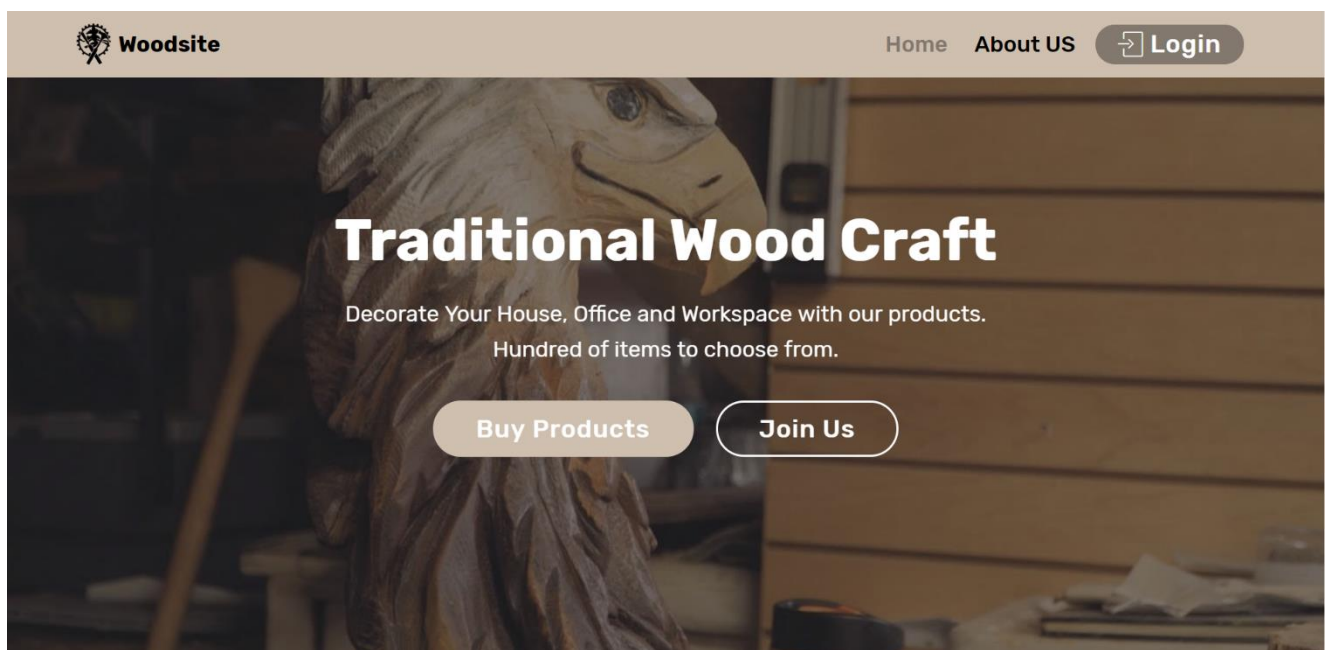 Woodsite
Home About US Login
Traditional Wood Craft
Decorate Your House, Office and Workspace with our products.
Hundred of items to choose from.
Buy Products Join Us